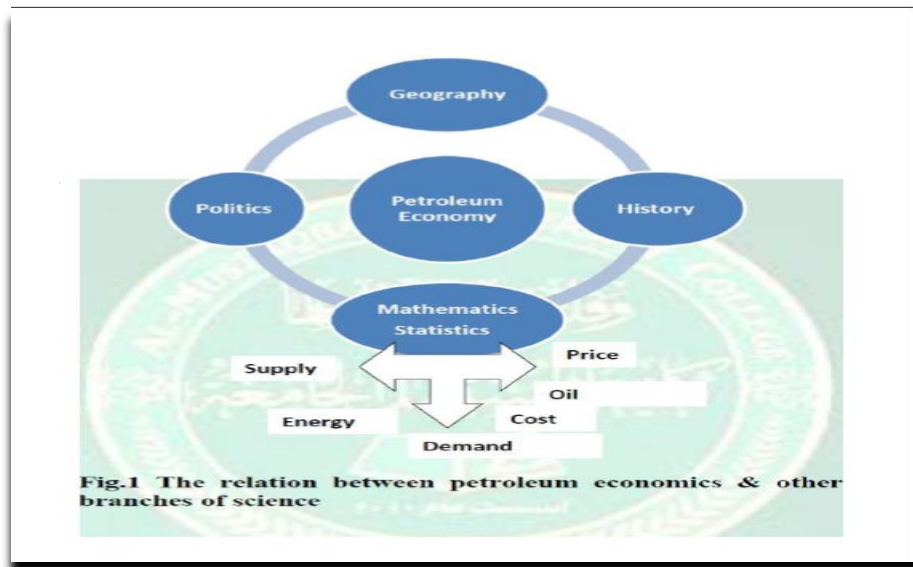 Geography
Politics
Petroleum
Economy
History
Mathematics
Statistics
Supply
Price
Oil
Energy
Cost
Demand
Fig.1 The relation between petroleum economics & other
branches of science